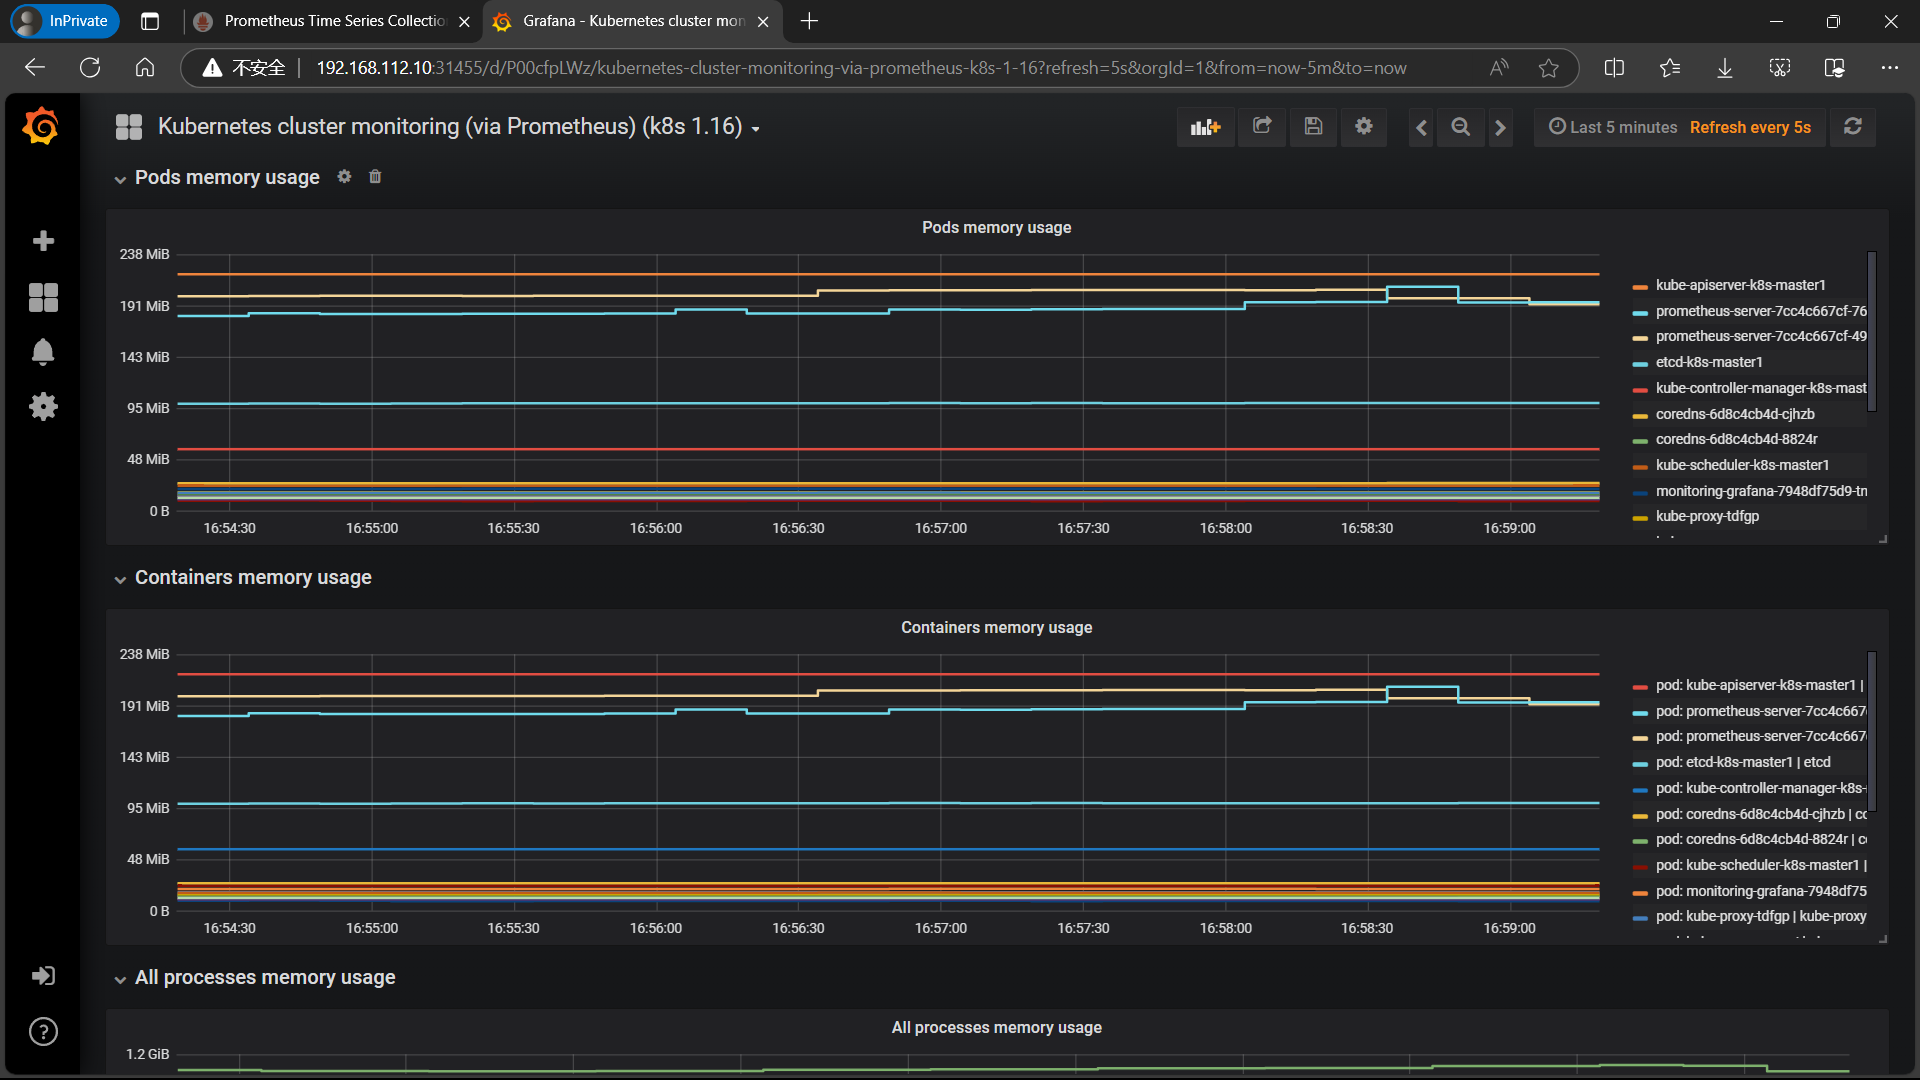 InPrivate
Prometheus Time Series Collectio
Grafana - Kubernetes cluster mon
不安全
192.168.112.10:31455/d/P00cfpLWz/kubernetes-cluster-monitoring-via-prometheus-k8s-1-16?refresh=5s&orgId=1&from=now-5m&to=now
Kubernetes cluster monitoring (via Prometheus) (k8s 1.16)
Last 5 minutes Refresh every 5s
Pods memory usage
Pods memory usage
238 MiB
191 MiB
143 MiB
95 MiB
48 MiB
0 B
16:54:30 16:55:00 16:55:30 16:56:00 16:56:30 16:57:00 16:57:30 16:58:00 16:58:30 16:59:00
kube-apiserver-k8s-master1
prometheus-server-7cc4c667cf-76
prometheus-server-7cc4c667cf-49
etcd-k8s-master1
kube-controller-manager-k8s-mast
coredns-6d8c4cb4d-cjhzb
coredns-6d8c4cb4d-8824r
kube-scheduler-k8s-master1
monitoring-grafana-7948df75d9-tn
kube-proxy-tdfgp
Containers memory usage
Containers memory usage
238 MiB
191 MiB
143 MiB
95 MiB
48 MiB
0 B
16:54:30 16:55:00 16:55:30 16:56:00 16:56:30 16:57:00 16:57:30 16:58:00 16:58:30 16:59:00
pod: kube-apiserver-k8s-master1 |
pod: prometheus-server-7cc4c667
pod: prometheus-server-7cc4c667
pod: etcd-k8s-master1 | etcd
pod: kube-controller-manager-k8s-
pod: coredns-6d8c4cb4d-cjhzb | co
pod: coredns-6d8c4cb4d-8824r | co
pod: kube-scheduler-k8s-master1 |
pod: monitoring-grafana-7948df75
pod: kube-proxy-tdfgp | kube-proxy
All processes memory usage
All processes memory usage
1.2 GiB